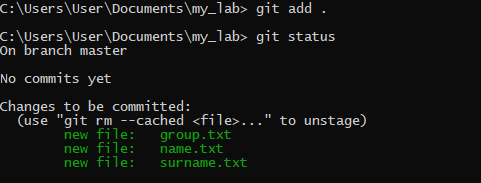 C:\Users\User\Documents\my_lab> git add .
C:\Users\User\Documents\my_lab> git status
On branch master
No commits yet
Changes to be committed:
(use "git rm --cached <file>..." to unstage)
new file: group.txt
new file: name.txt
new file: surname.txt